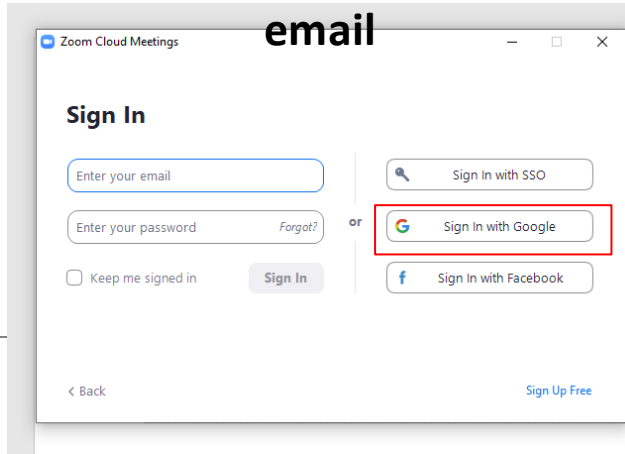 email
Zoom Cloud Meetings
Sign In
Enter your email
Enter your password Forgot?
Keep me signed in Sign In
or
Sign In with SSO
Sign In with Google
Sign In with Facebook
< Back
Sign Up Free